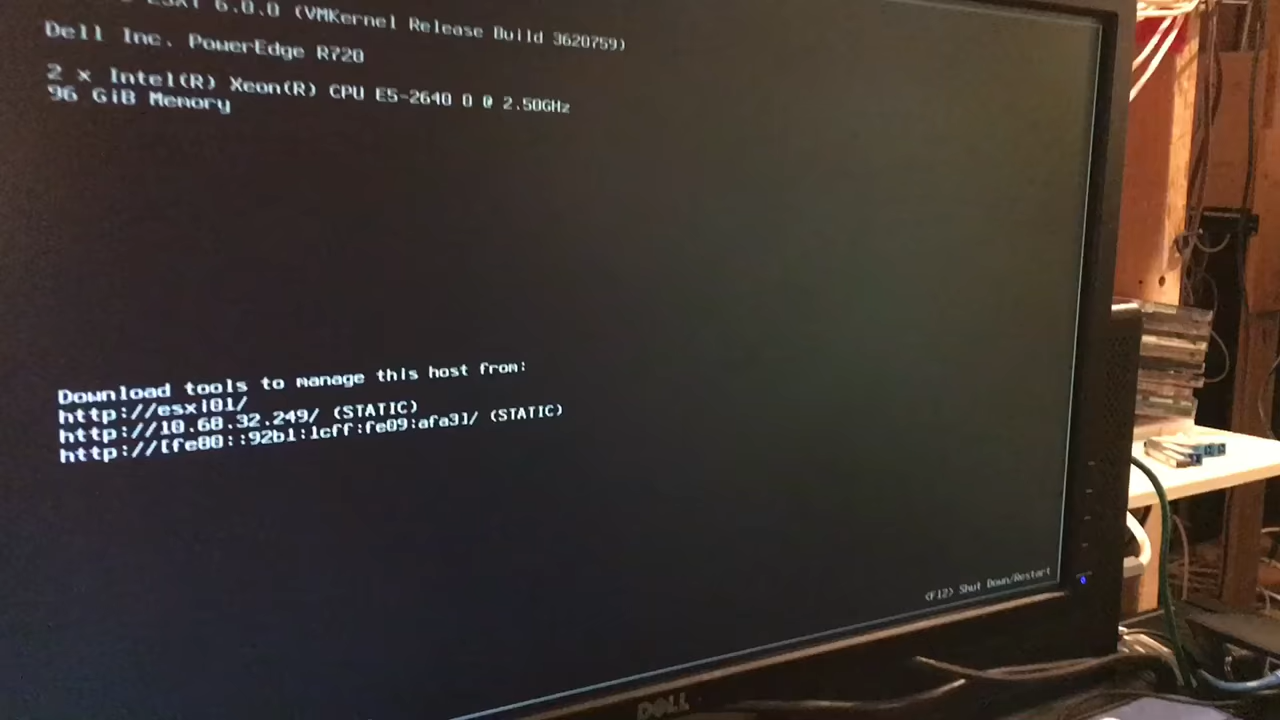 ESXi 6.0.0 (VMKernel Release Build 3620759)
Dell Inc. PowerEdge R720
2 x Intel(R) Xeon(R) CPU E5-2640 0 @ 2.50GHz
96 GiB Memory
Download tools to manage this host from:
http://esxi01/
http://10.60.32.249/ (STATIC)
http://[fe80::92b1:1cff:fe09:afa3]/ (STATIC)
<F12> Shut Down/Restart
DELL